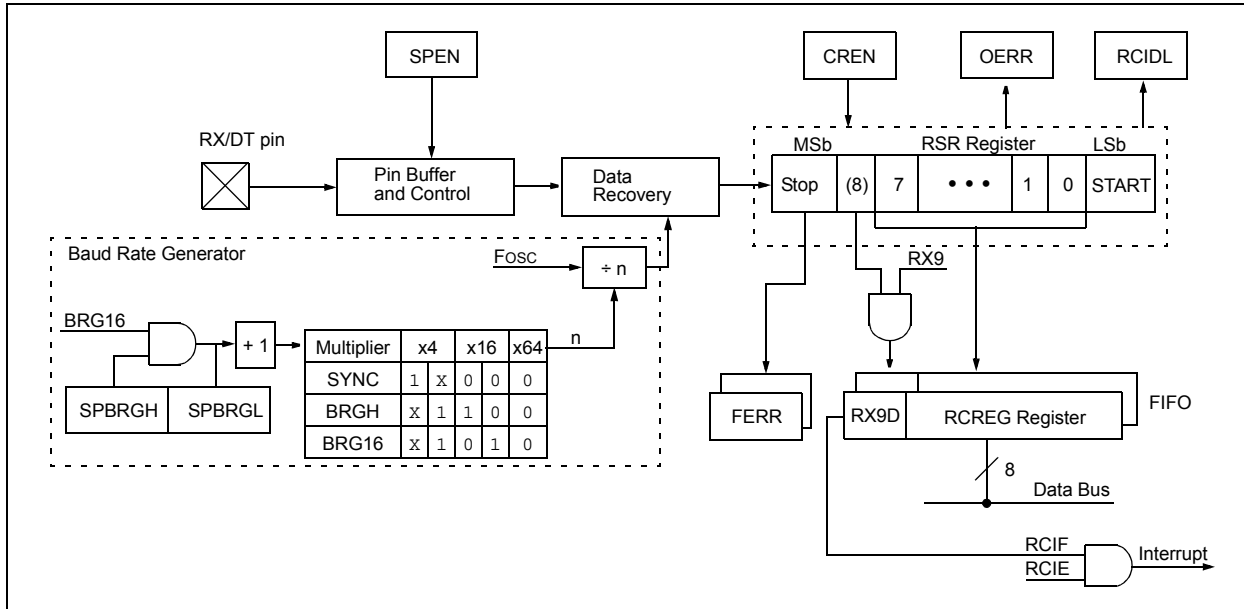 SPEN
CREN
OERR
RCIDL
RX/DT pin
Pin Buffer
and Control
Data
Recovery
MSb
RSR Register
LSb
Stop (8) 7 • • • 1 0 START
Baud Rate Generator
FOSC
÷ n
RX9
BRG16
+ 1
n
SPBRGH SPBRGL
Multiplier x4 x16 x64
SYNC 1 X 0 0 0
BRGH X 1 1 0 0
BRG16 X 1 0 1 0
FERR
RX9D RCREG Register
FIFO
8
Data Bus
RCIF
RCIE
Interrupt